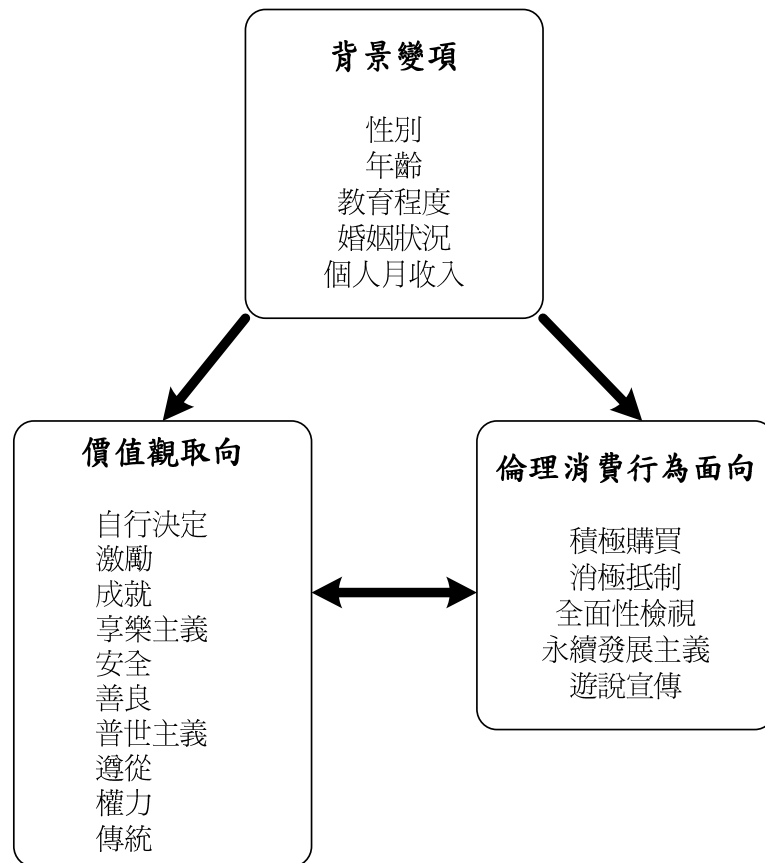 背景變項
性別
年齡
教育程度
婚姻狀況
個人月收入
價值觀取向
自行決定
激勵
成就
享樂主義
安全
善良
普世主義
遵從
權力
傳統
倫理消費行為面向
積極購買
消極抵制
全面性檢視
永續發展主義
遊說宣傳